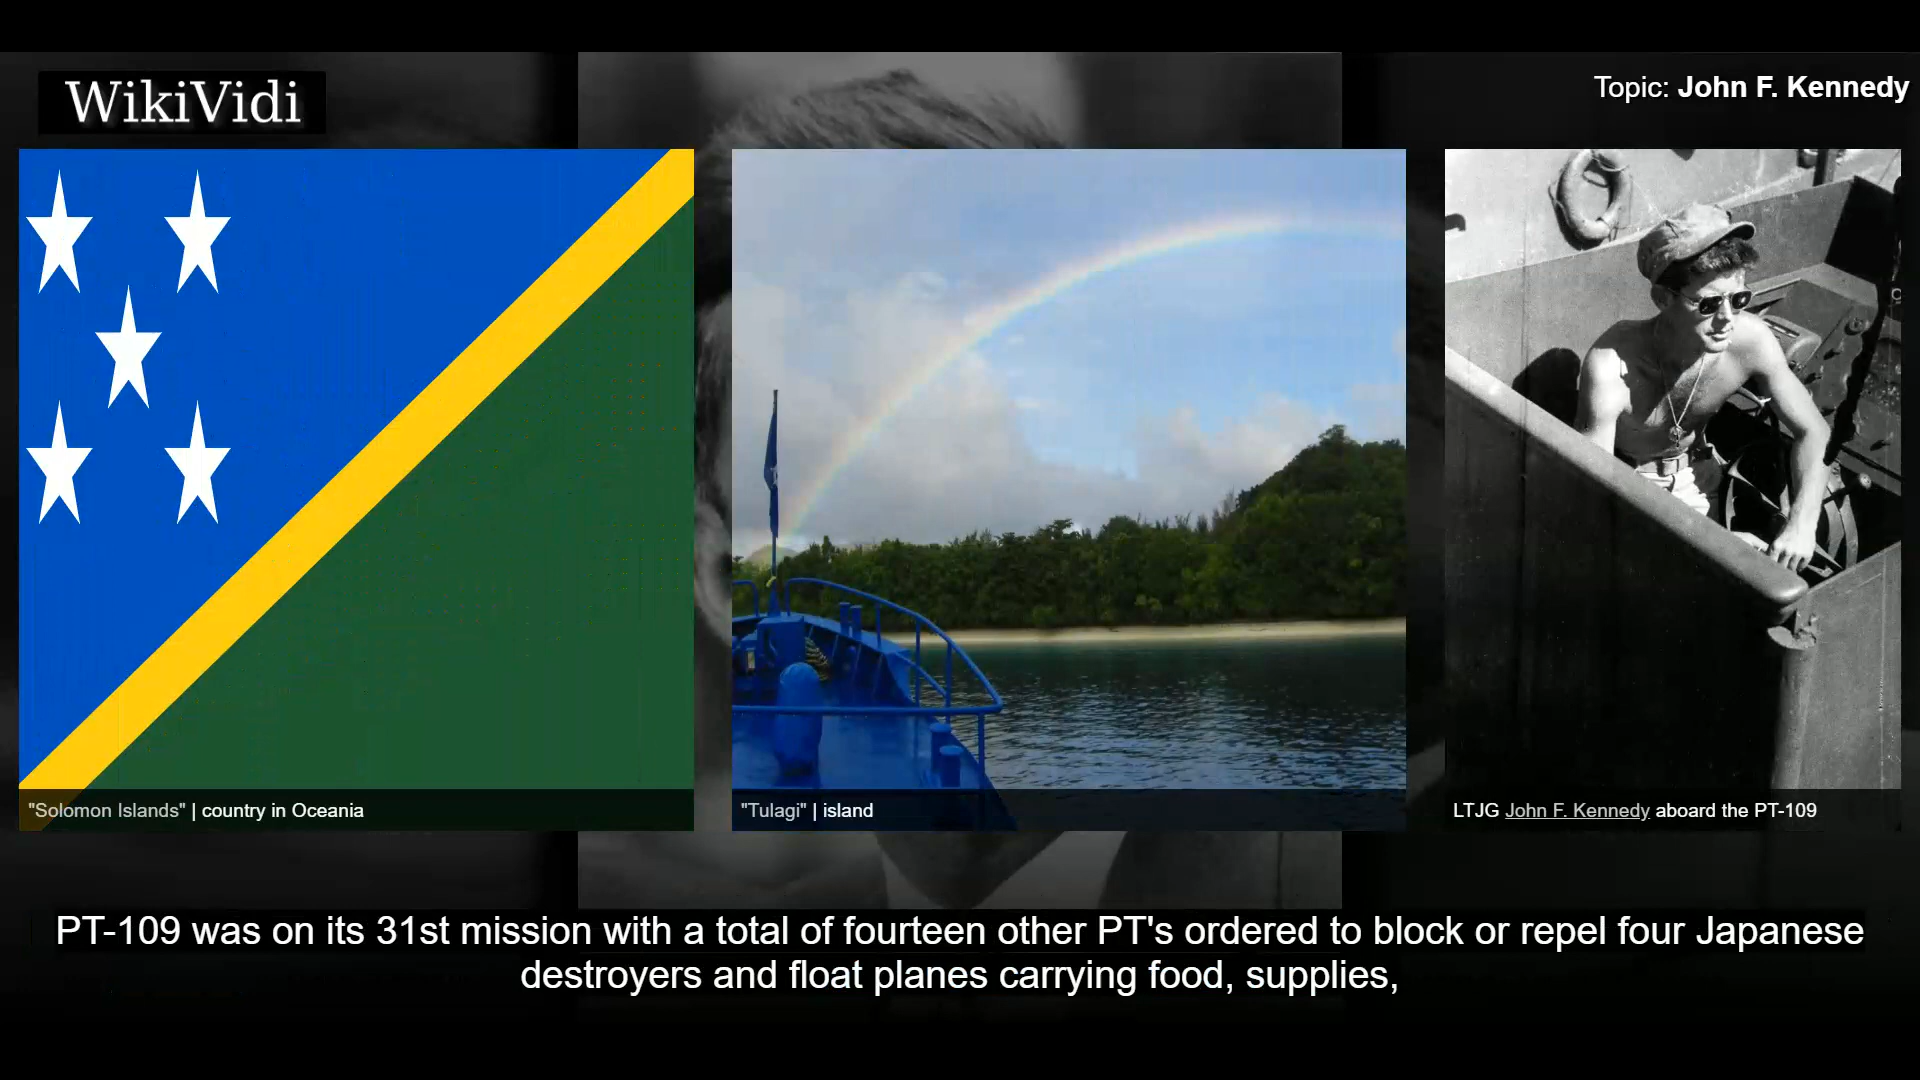 WikiVidi
Topic: John F. Kennedy
"Solomon Islands" | country in Oceania
"Tulagi" | island
LTJG John F. Kennedy aboard the PT-109
PT-109 was on its 31st mission with a total of fourteen other PT's ordered to block or repel four Japanese
destroyers and float planes carrying food, supplies,